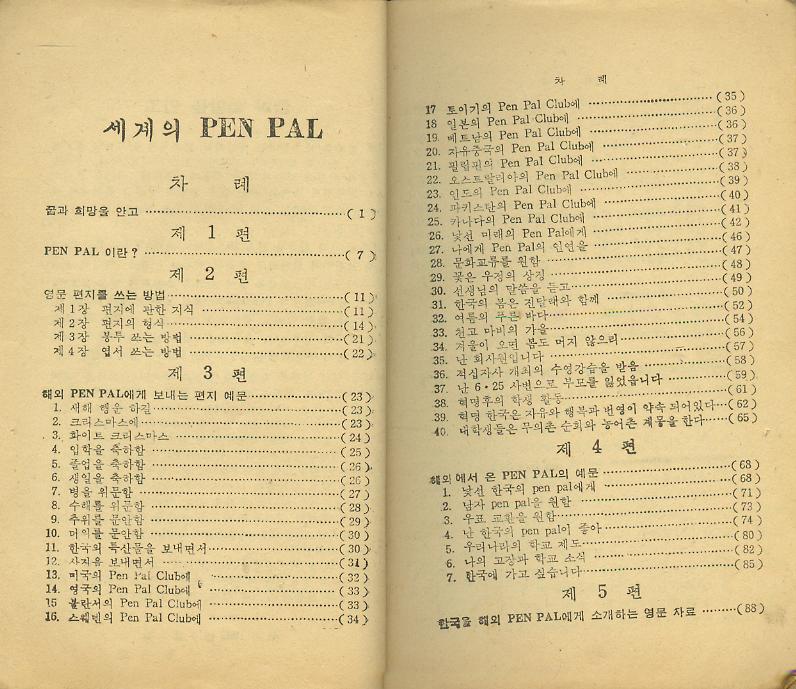 세계의 PEN PAL
차 례
꿈과 희망을 안고 ( 1 )
제 1 편
PEN PAL 이란 ? ( 7 )
제 2 편
영문 편지를 쓰는 방법 (11)
제 1 장 편지에 관한 지식 (11)
제 2 장 편지의 형식 (14)
제 3 장 봉투 쓰는 방법 (21)
제 4 장 엽서 쓰는 방법 (22)
제 3 편
해외 PEN PAL에게 보내는 편지 예문 (23)
1. 새해 행운 하길 (23)
2. 크리스마스에 (23)
3. 화이트 크리스마스 (24)
4. 입학을 축하함 (25)
5. 졸업을 축하함 (26)
6. 생일을 축하함 (26)
7. 병을 위문함 (27)
8. 수해를 위문함 (28)
9. 추위를 문안함 (29)
10. 더위를 문안함 (30)
11. 한국의 특산물을 보내면서 (30)
12. 사진을 보내면서 (31)
13. 미국의 Pen Pal Club에 (32)
14. 영국의 Pen Pal Club에 (33)
15 불란서의 Pen Pal Club에 (33)
16. 스웨덴의 Pen Pal Club에 (34)
차 례
17 토이기의 Pen Pal Club에 (35)
18 일본의 Pen Pal Club에 (36)
19. 베트남의 Pen Pal Club에 (36)
20. 자유중국의 Pen Pal Club에 (37)
21. 필립핀의 Pen Pal Club에 (37)
22. 오스트랄리아의 Pen Pal Club에 (38)
23. 인도의 Pen Pal Club에 (39)
24. 파키스탄의 Pen Pal Club에 (40)
25. 카나다의 Pen Pal Club에 (41)
26. 낯선 미래의 Pen Pal에게 (42)
27. 나에게 Pen Pal의 인연을 (46)
28. 문화교류를 원함 (47)
29. 꽃은 우정의 상징 (48)
30. 선생님의 말씀을 듣고 (49)
31. 한국의 봄은 진달래와 함께 (50)
32. 여름의 푸른 바다 (52)
33. 천고 마비의 가을 (54)
34. 겨울이 오면 봄도 머지 않으리 (56)
35. 난 회사원입니다 (57)
36. 적십자사 개최의 수영강습을 받음 (58)
37. 난 6·25 사변으로 부모를 잃었읍니다 (59)
38. 혁명후의 학생 활동 (61)
39. 혁명 한국은 자유와 행복과 번영이 약속 되어있다 (62)
40. 대학생들은 무의촌 순회와 농어촌 계몽을 한다 (65)
제 4 편
해외에서 온 PEN PAL의 예문 (68)
1. 낯선 한국의 pen pal에게 (68)
2. 남자 pen pal을 원함 (71)
3. 우표 교환을 원함 (73)
4. 난 한국의 pen pal이 좋아 (74)
5. 우리나라의 학교 제도 (80)
6. 나의 고장과 학교 소식 (82)
7. 한국에 가고 싶습니다 (85)
제 5 편
한국을 해외 PEN PAL에게 소개하는 영문 자료 (88)